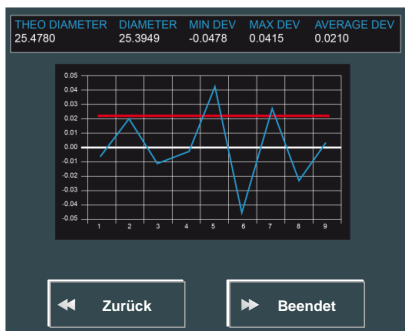 THEO DIAMETER DIAMETER MIN DEV MAX DEV AVERAGE DEV
25.4780 25.3949 -0.0478 0.0415 0.0210
0.05
0.04
0.03
0.02
0.01
0.00
-0.01
-0.02
-0.03
-0.04
-0.05
1 2 3 4 5 6 7 8 9
Zurück Beendet